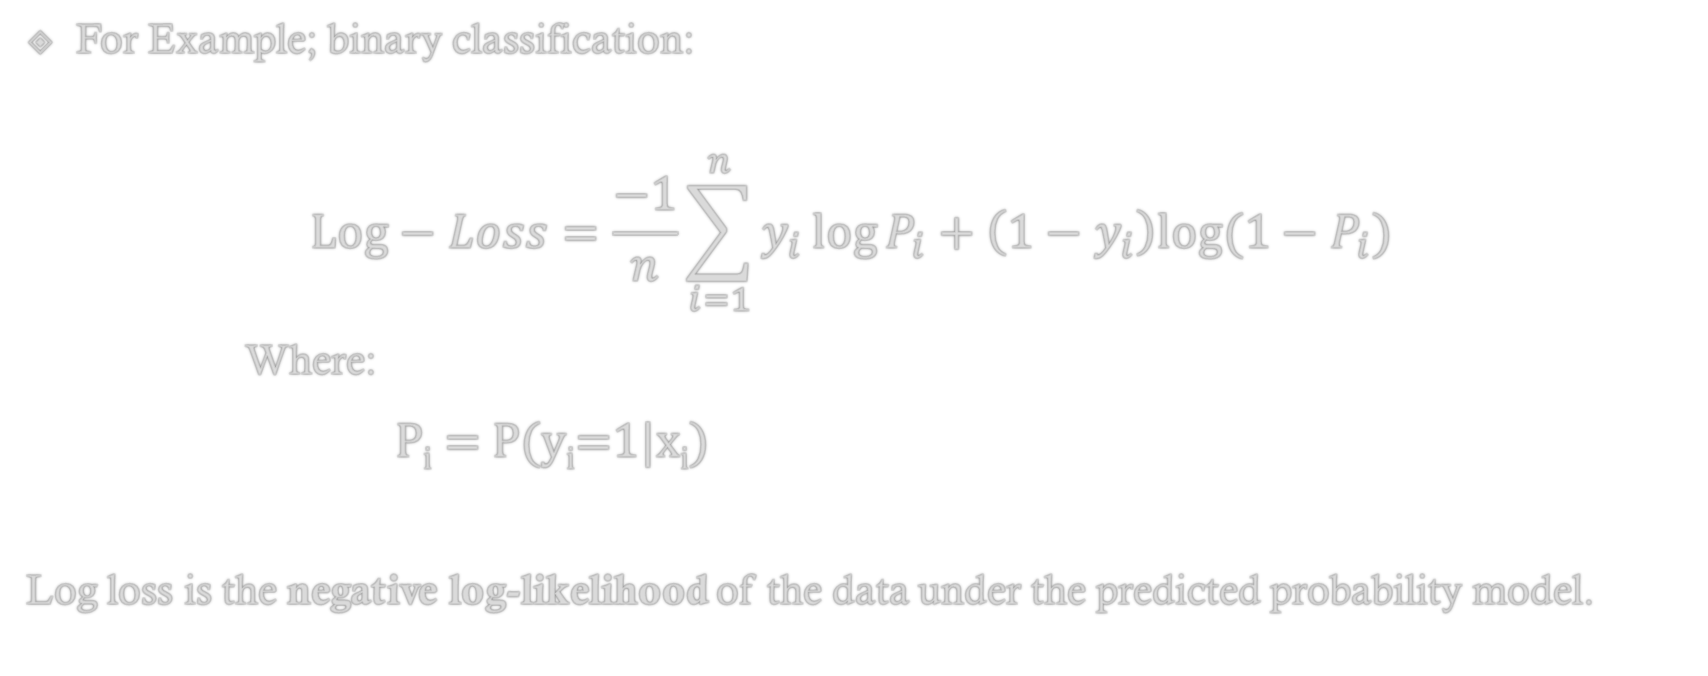 ❖ For Example; binary classification:
Log − Loss = −1/n ∑_{i=1}^{n} y_i log P_i + (1 − y_i)log(1 − P_i)
Where:
P_i = P(y_i=1|x_i)
Log loss is the negative log-likelihood of the data under the predicted probability model.